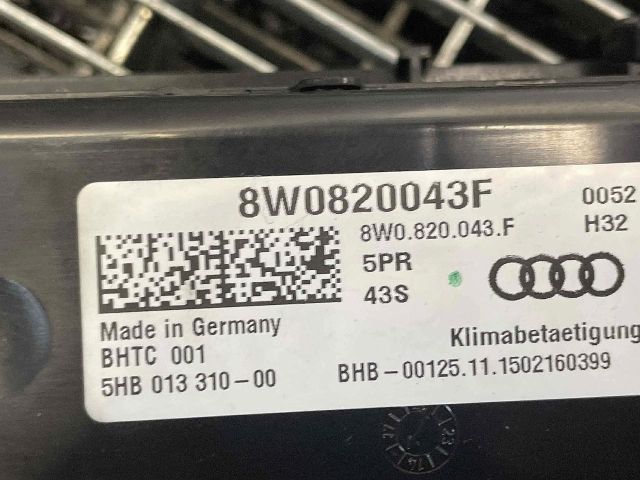 8W0820043F
0052
8W0.820.043.F
H32
5PR
43S
Made in Germany
Klimabetaetigung
BHTC 001
5HB 013 310-00
BHB-00125.11.1502160399